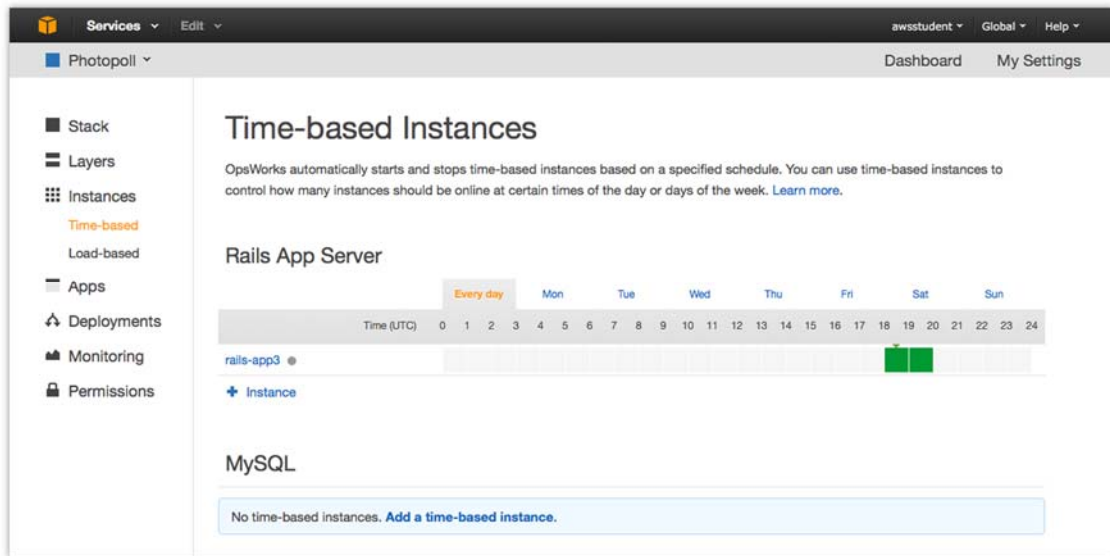 Services Edit awsstudent Global Help
Photopoll Dashboard My Settings
Stack
Layers
Instances
Time-based
Load-based
Apps
Deployments
Monitoring
Permissions
Time-based Instances
OpsWorks automatically starts and stops time-based instances based on a specified schedule. You can use time-based instances to
control how many instances should be online at certain times of the day or days of the week. Learn more.
Rails App Server
Every day Mon Tue Wed Thu Fri Sat Sun
Time (UTC) 0 1 2 3 4 5 6 7 8 9 10 11 12 13 14 15 16 17 18 19 20 21 22 23 24
rails-app3
+ Instance
MySQL
No time-based instances. Add a time-based instance.